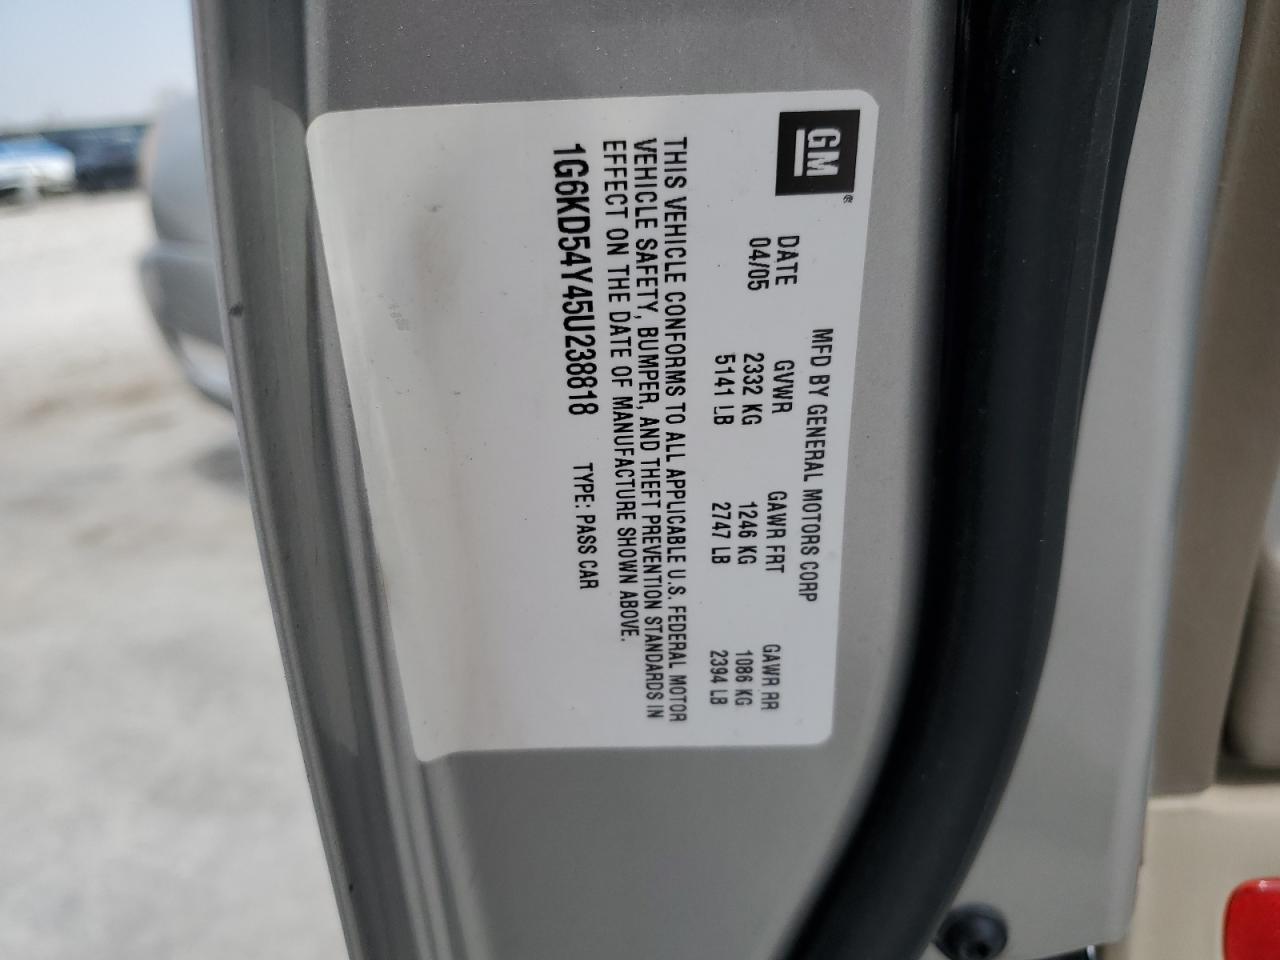 GM
MFD BY GENERAL MOTORS CORP
DATE GVWR GAWR FRT GAWR RR
04/05 2332 KG 1246 KG 1086 KG
5141 LB 2747 LB 2394 LB
THIS VEHICLE CONFORMS TO ALL APPLICABLE U.S. FEDERAL MOTOR
VEHICLE SAFETY, BUMPER, AND THEFT PREVENTION STANDARDS IN
EFFECT ON THE DATE OF MANUFACTURE SHOWN ABOVE.
1G6KD54Y45U238818 TYPE: PASS CAR